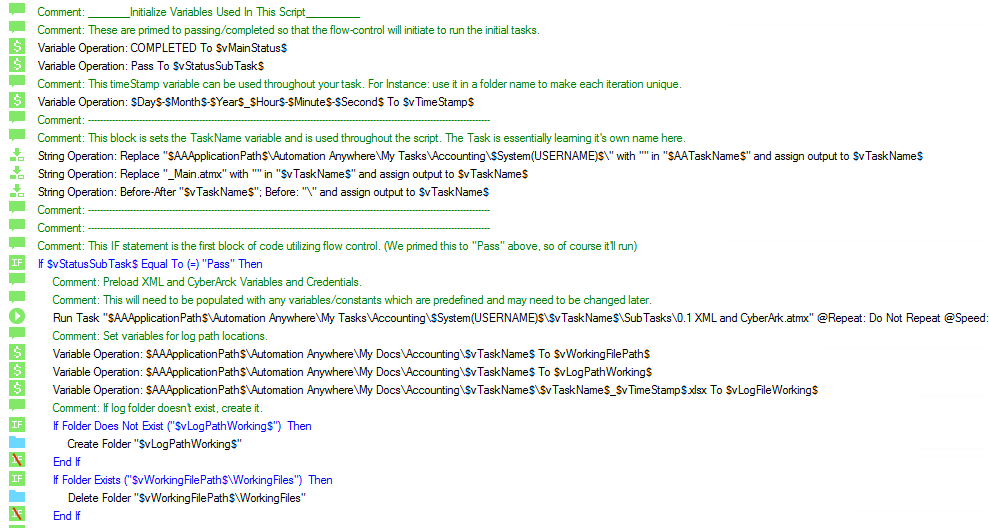 Comment: ________Initialize Variables Used In This Script__________
Comment: These are primed to passing/completed so that the flow-control will initiate to run the initial tasks.
Variable Operation: COMPLETED To $vMainStatus$
Variable Operation: Pass To $vStatusSubTask$
Comment: This timeStamp variable can be used throughout your task. For Instance: use it in a folder name to make each iteration unique.
Variable Operation: $Day$-$Month$-$Year$_$Hour$-$Minute$-$Second$ To $vTimeStamp$
Comment: ----------------------------------------------------------------------------------------------------
Comment: This block is sets the TaskName variable and is used throughout the script. The Task is essentially learning it's own name here.
String Operation: Replace "$AAApplicationPath$\Automation Anywhere\My Tasks\Accounting\$System(USERNAME)$\" with "" in "$AATaskName$" and assign output to $vTaskName$
String Operation: Replace "_Main.atmx" with "" in "$vTaskName$" and assign output to $vTaskName$
String Operation: Before-After "$vTaskName$"; Before: "\" and assign output to $vTaskName$
Comment: ----------------------------------------------------------------------------------------------------
Comment: ----------------------------------------------------------------------------------------------------
Comment: This IF statement is the first block of code utilizing flow control. (We primed this to "Pass" above, so of course it'll run)
If $vStatusSubTask$ Equal To (=) "Pass" Then
Comment: Preload XML and CyberArck Variables and Credentials.
Comment: This will need to be populated with any variables/constants which are predefined and may need to be changed later.
Run Task "$AAApplicationPath$\Automation Anywhere\My Tasks\Accounting\$System(USERNAME)$\$vTaskName$\SubTasks\0.1 XML and CyberArk.atmx" @Repeat: Do Not Repeat @Speed:
Comment: Set variables for log path locations.
Variable Operation: $AAApplicationPath$\Automation Anywhere\My Docs\Accounting\$vTaskName$ To $vWorkingFilePath$
Variable Operation: $AAApplicationPath$\Automation Anywhere\My Docs\Accounting\$vTaskName$ To $vLogPathWorking$
Variable Operation: $AAApplicationPath$\Automation Anywhere\My Docs\Accounting\$vTaskName$\$vTaskName$_$vTimeStamp$.xlsx To $vLogFileWorking$
Comment: If log folder doesn't exist, create it.
If Folder Does Not Exist ("$vLogPathWorking$") Then
Create Folder "$vLogPathWorking$"
End If
If Folder Exists ("$vWorkingFilePath$\WorkingFiles") Then
Delete Folder "$vWorkingFilePath$\WorkingFiles"
End If